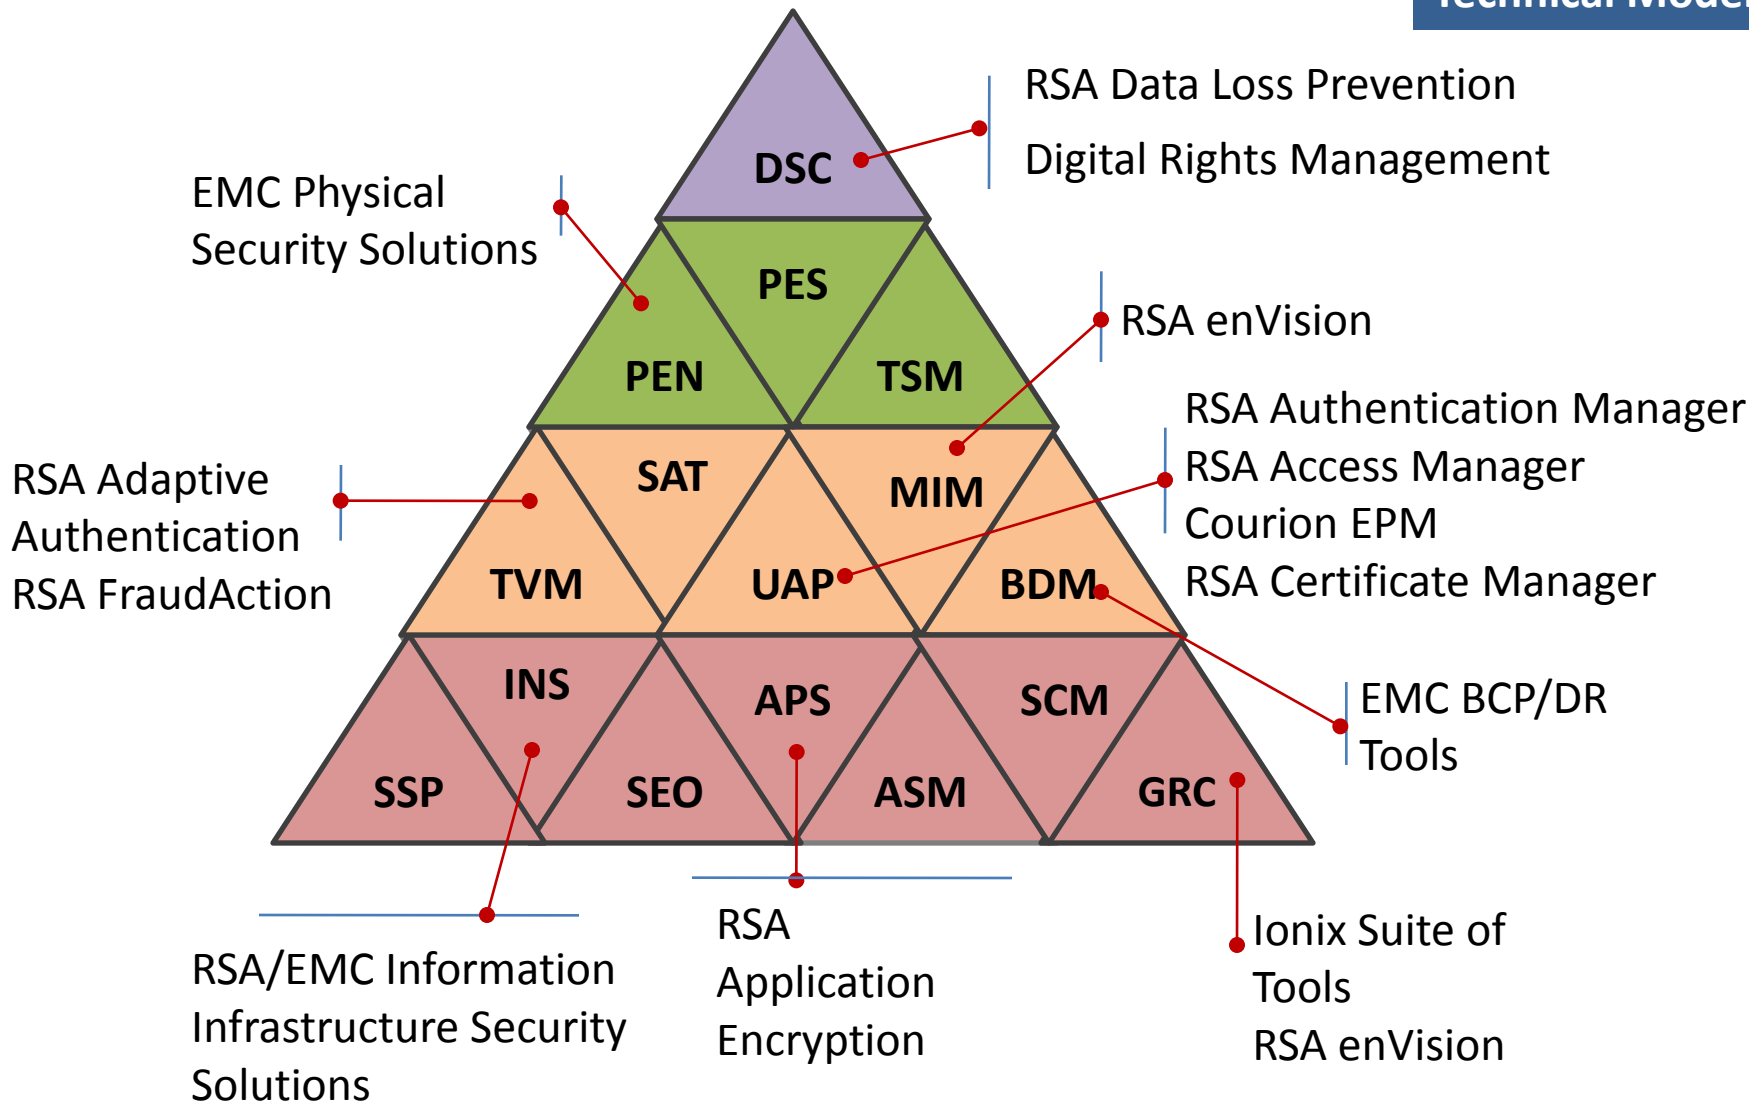 Technical Model
RSA Data Loss Prevention
Digital Rights Management
DSC
EMC Physical
Security Solutions
PES
RSA enVision
PEN
TSM
RSA Authentication Manager
RSA Access Manager
Courion EPM
RSA Certificate Manager
RSA Adaptive
Authentication
RSA FraudAction
SAT
MIM
TVM
UAP
BDM
INS
APS
SCM
EMC BCP/DR
Tools
SSP
SEO
ASM
GRC
RSA/EMC Information
Infrastructure Security
Solutions
RSA
Application
Encryption
Ionix Suite of
Tools
RSA enVision